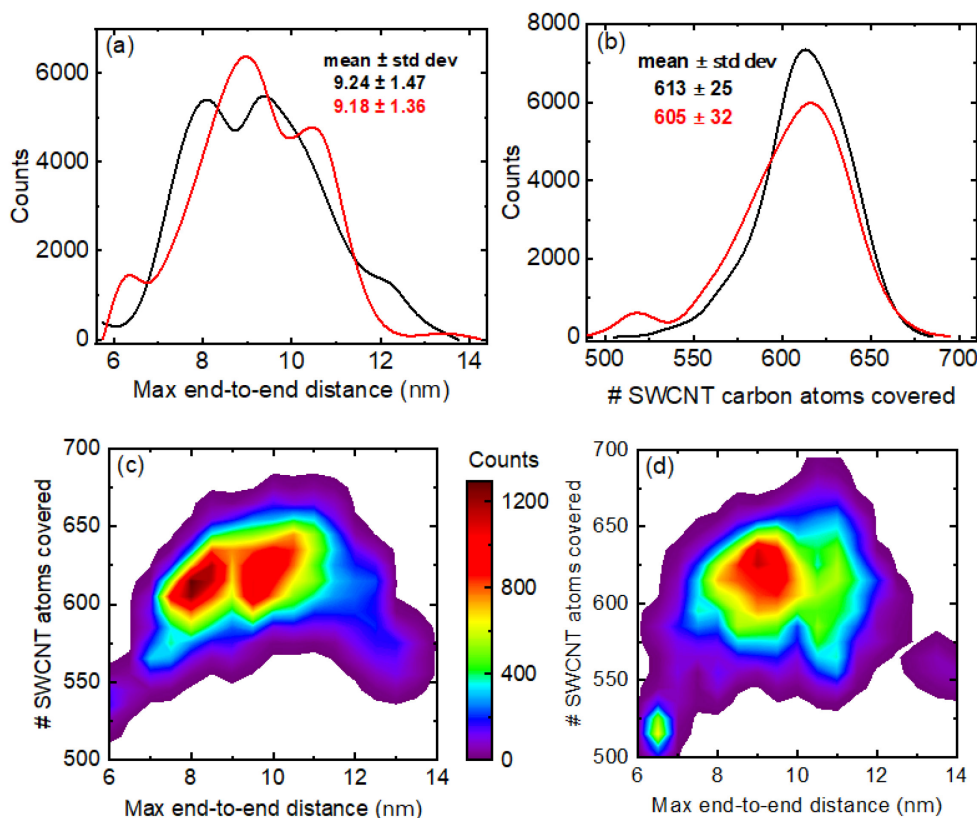 (a)
mean ± std dev
9.24 ± 1.47
9.18 ± 1.36
Counts
6000
4000
2000
0
6 8 10 12 14
Max end-to-end distance (nm)
(b)
mean ± std dev
613 ± 25
605 ± 32
Counts
8000
6000
4000
2000
0
500 550 600 650 700
# SWCNT carbon atoms covered
(c)
# SWCNT atoms covered
700
650
600
550
500
6 8 10 12 14
Max end-to-end distance (nm)
Counts
1200
800
400
0
(d)
# SWCNT atoms covered
700
650
600
550
500
6 8 10 12 14
Max end-to-end distance (nm)